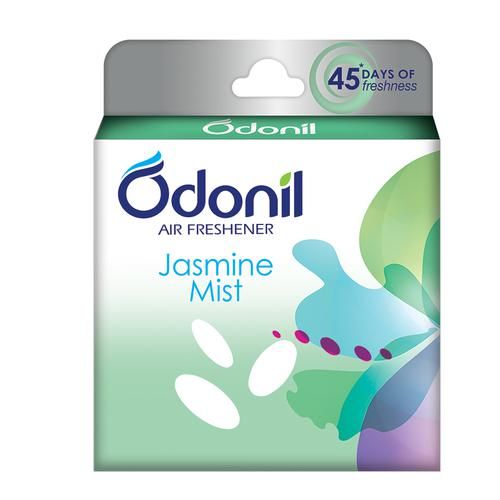 45* DAYS OF
freshness
Odonil
Odonil
AIR FRESHENER
Jasmine
Mist